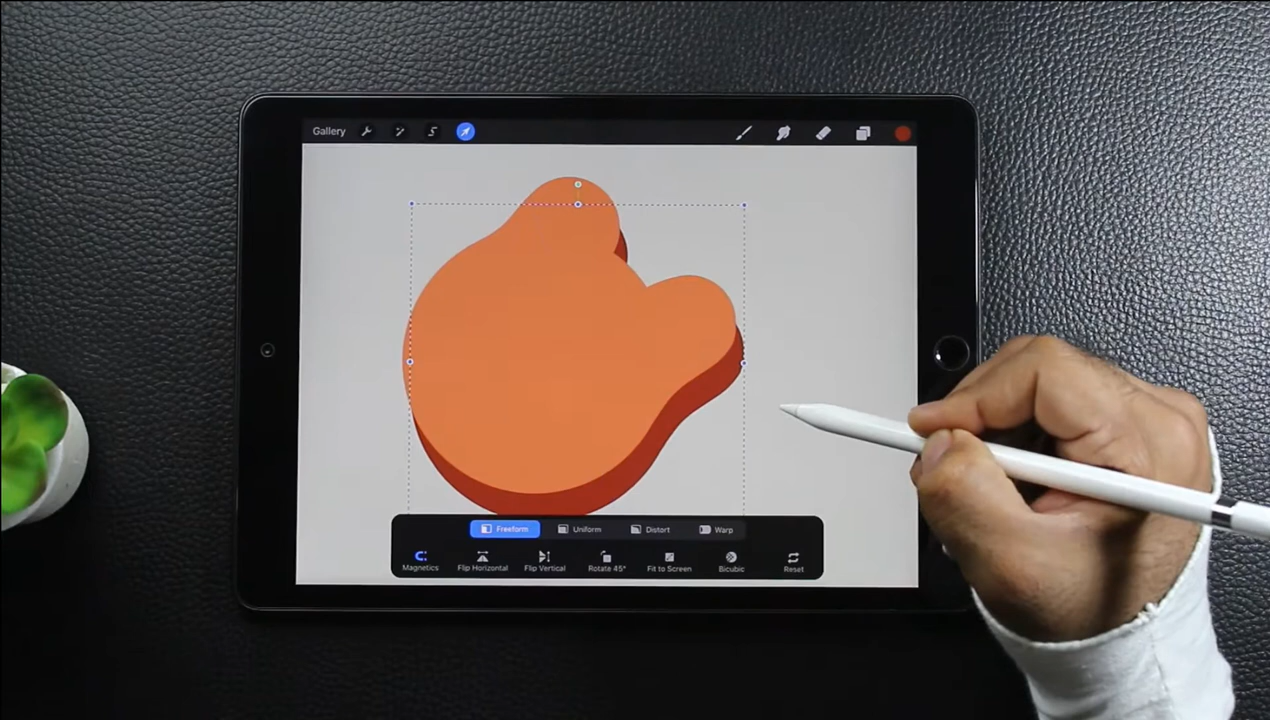 Gallery
Freeform Uniform Distort Warp
Magnetics Flip Horizontal Flip Vertical Rotate 45° Fit to Screen Bicubic Reset